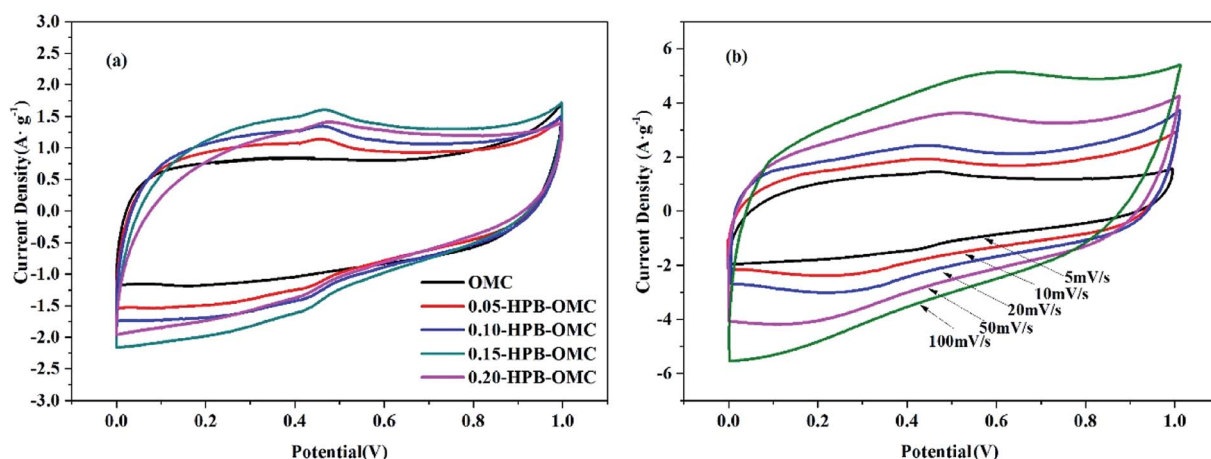 (a)
Current Density(A· g⁻¹)
3.0
2.5
2.0
1.5
1.0
0.5
0.0
-0.5
-1.0
-1.5
-2.0
-2.5
-3.0
OMC
0.05-HPB-OMC
0.10-HPB-OMC
0.15-HPB-OMC
0.20-HPB-OMC
0.0 0.2 0.4 0.6 0.8 1.0
Potential(V)
(b)
Current Density (A·g⁻¹)
6
4
2
0
-2
-4
-6
5mV/s
10mV/s
20mV/s
50mV/s
100mV/s
0.0 0.2 0.4 0.6 0.8 1.0
Potential(V)